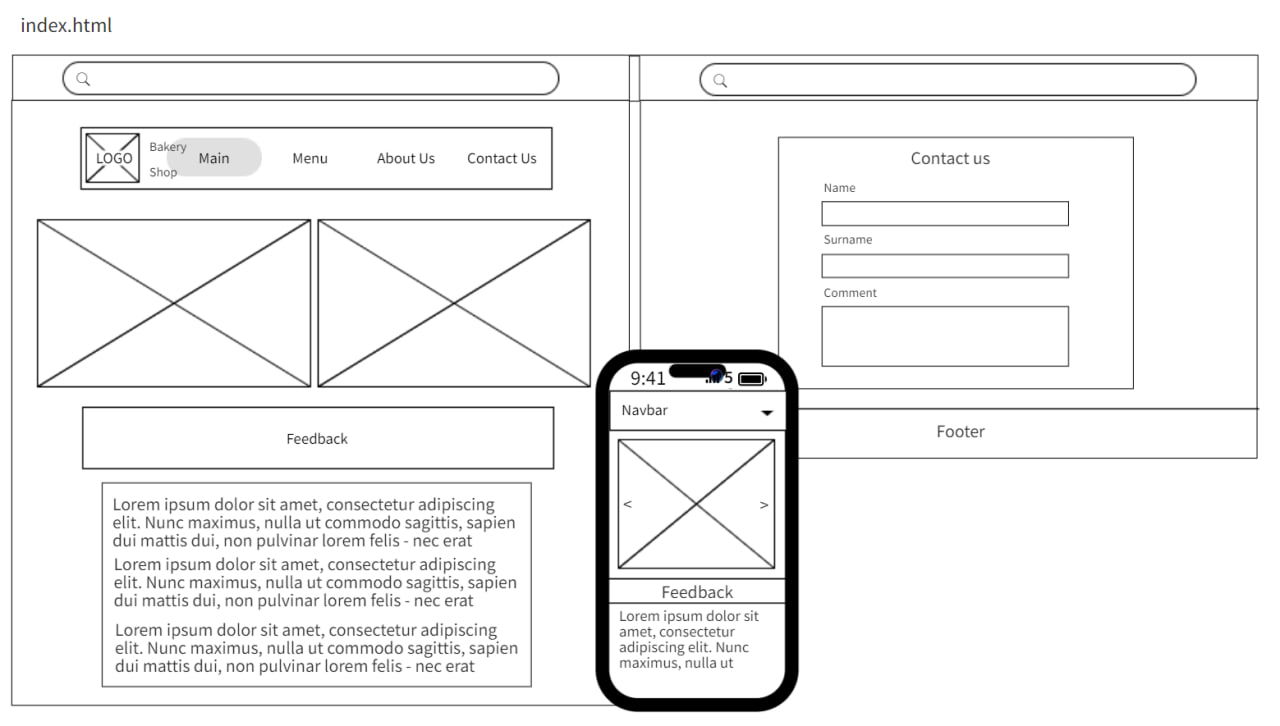 index.html
LOGO
Bakery
Shop
Main
Menu
About Us
Contact Us
Feedback
Lorem ipsum dolor sit amet, consectetur adipiscing
elit. Nunc maximus, nulla ut commodo sagittis, sapien
dui mattis dui, non pulvinar lorem felis - nec erat
Lorem ipsum dolor sit amet, consectetur adipiscing
elit. Nunc maximus, nulla ut commodo sagittis, sapien
dui mattis dui, non pulvinar lorem felis - nec erat
Lorem ipsum dolor sit amet, consectetur adipiscing
elit. Nunc maximus, nulla ut commodo sagittis, sapien
dui mattis dui, non pulvinar lorem felis - nec erat
Contact us
Name
Surname
Comment
Footer
9:41
5
Navbar
< >
Feedback
Lorem ipsum dolor sit
amet, consectetur
adipiscing elit. Nunc
maximus, nulla ut